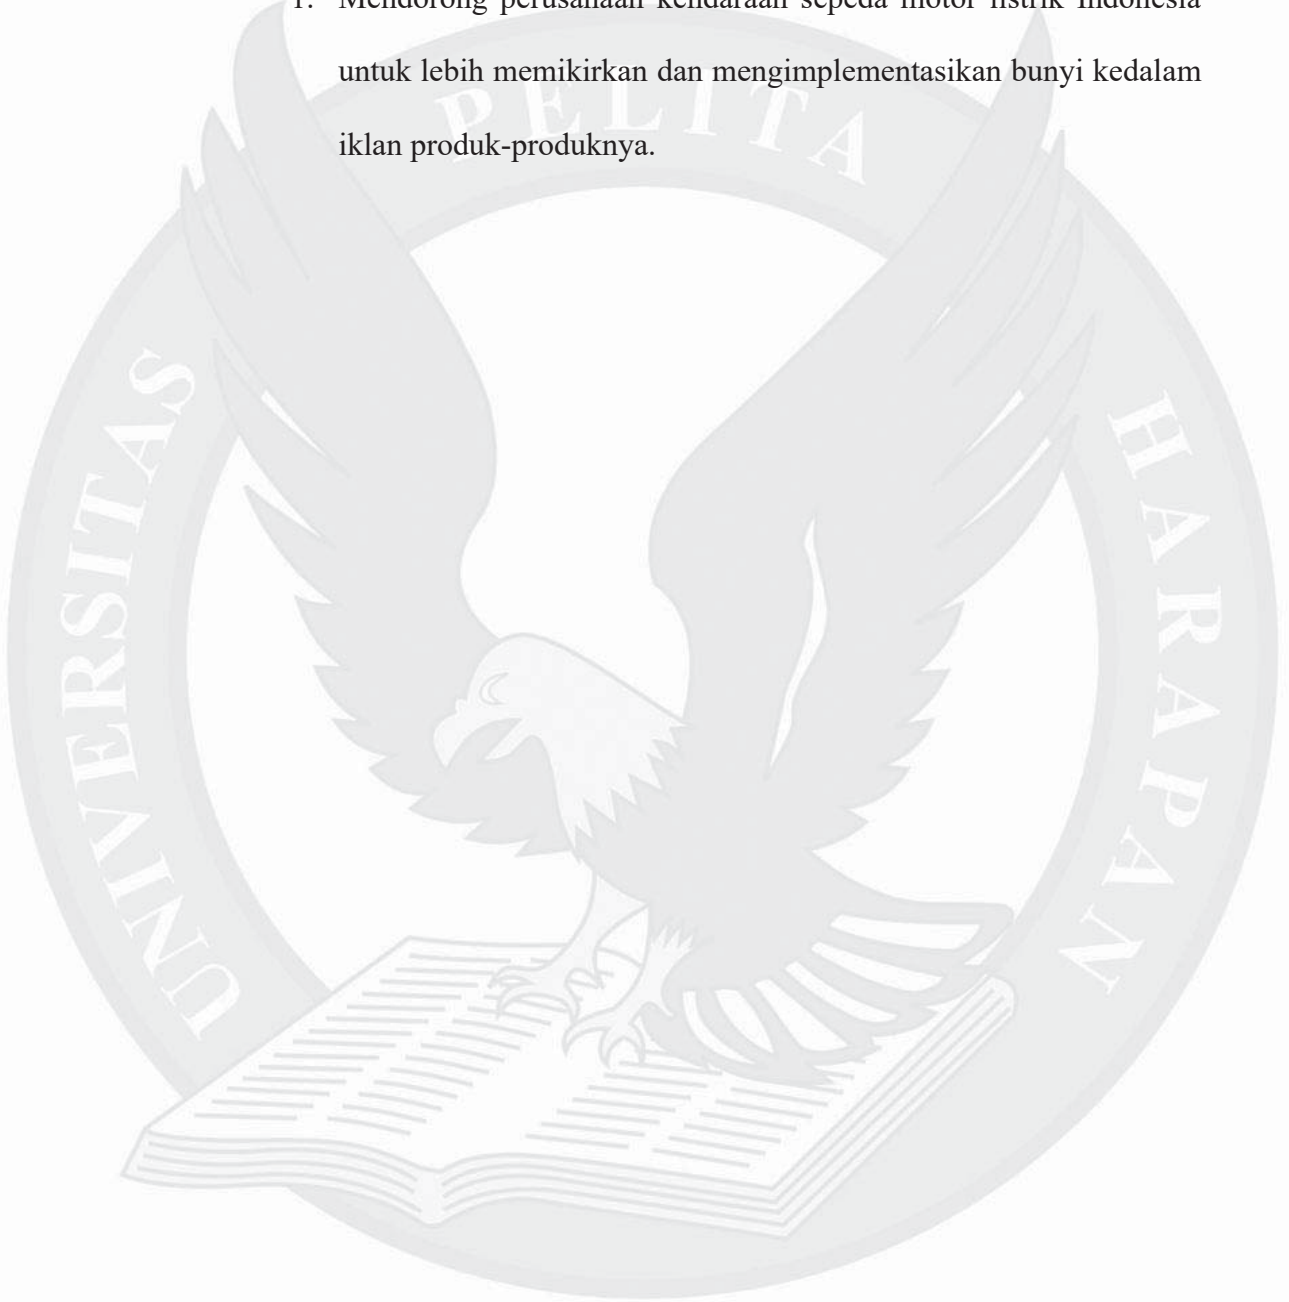 1. Mendorong perusahaan kendaraan sepeda motor listrik Indonesia
untuk lebih memikirkan dan mengimplementasikan bunyi kedalam
iklan produk-produknya.
UNIVERSITAS PELITA HARAPAN